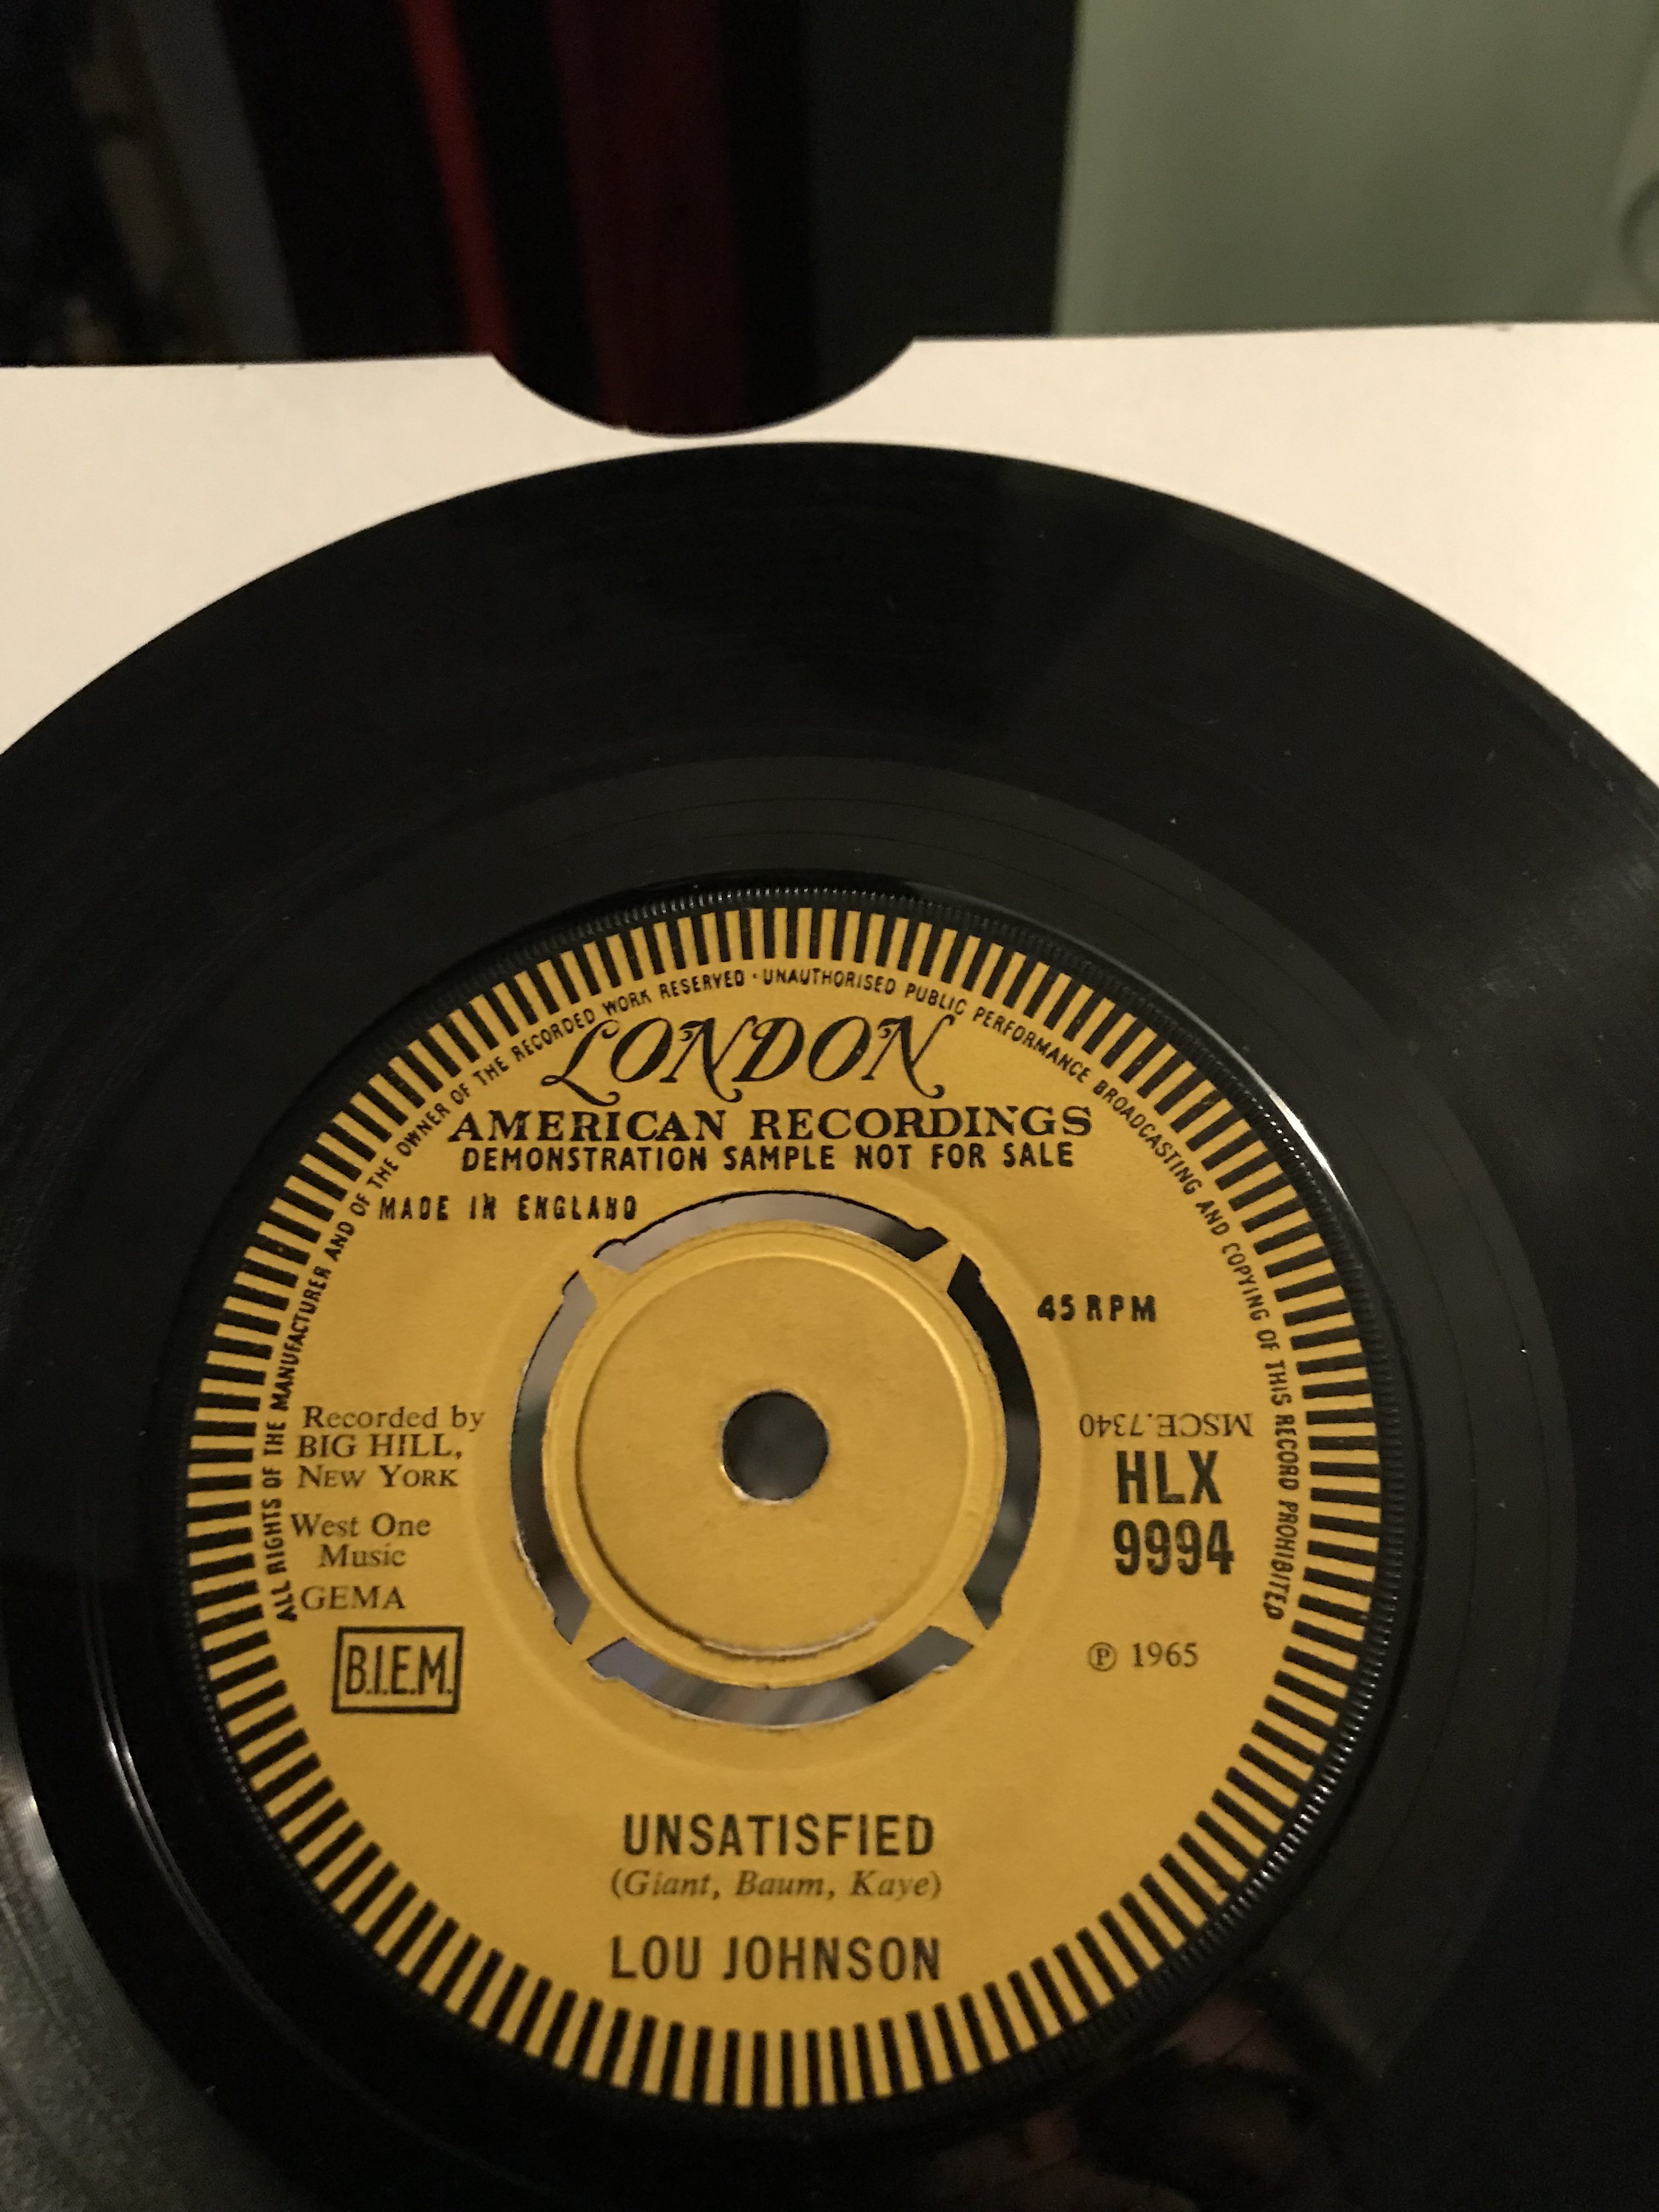 ALL RIGHTS OF THE MANUFACTURER AND OF THE OWNER OF THE RECORDED WORK RESERVED · UNAUTHORISED PUBLIC PERFORMANCE BROADCASTING AND COPYING OF THIS RECORD PROHIBITED
LONDON
AMERICAN RECORDINGS
DEMONSTRATION SAMPLE NOT FOR SALE
MADE IN ENGLAND
45 RPM
Recorded by
BIG HILL,
NEW YORK
West One
Music
GEMA
B.I.E.M.
MSCE.7340
HLX
9994
℗ 1965
UNSATISFIED
(Giant, Baum, Kaye)
LOU JOHNSON